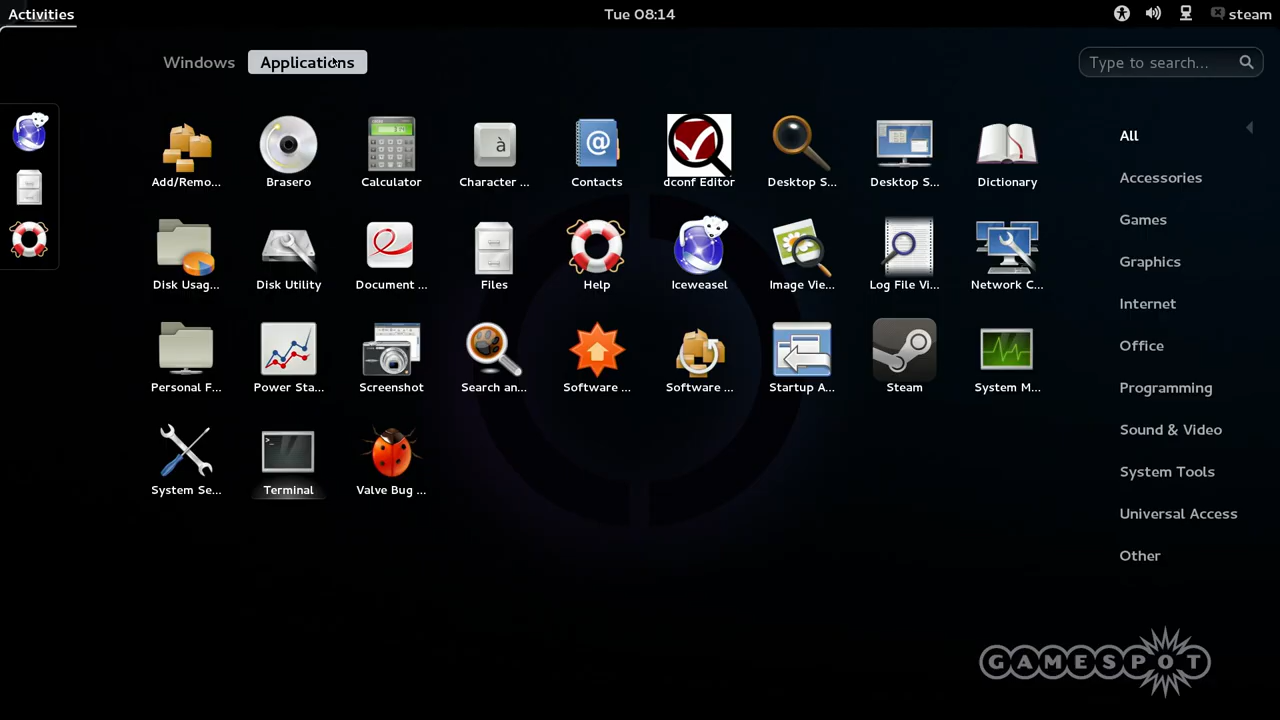 Activities
Tue 08:14
steam
Windows
Applications
Type to search...
Add/Remo...
Brasero
Calculator
Character ...
Contacts
dconf Editor
Desktop S...
Desktop S...
Dictionary
Disk Usag...
Disk Utility
Document ...
Files
Help
Iceweasel
Image Vie...
Log File Vi...
Network C...
Personal F...
Power Sta...
Screenshot
Search an...
Software ...
Software ...
Startup A...
Steam
System M...
System Se...
Terminal
Valve Bug ...
All
Accessories
Games
Graphics
Internet
Office
Programming
Sound & Video
System Tools
Universal Access
Other
GAMESPOT